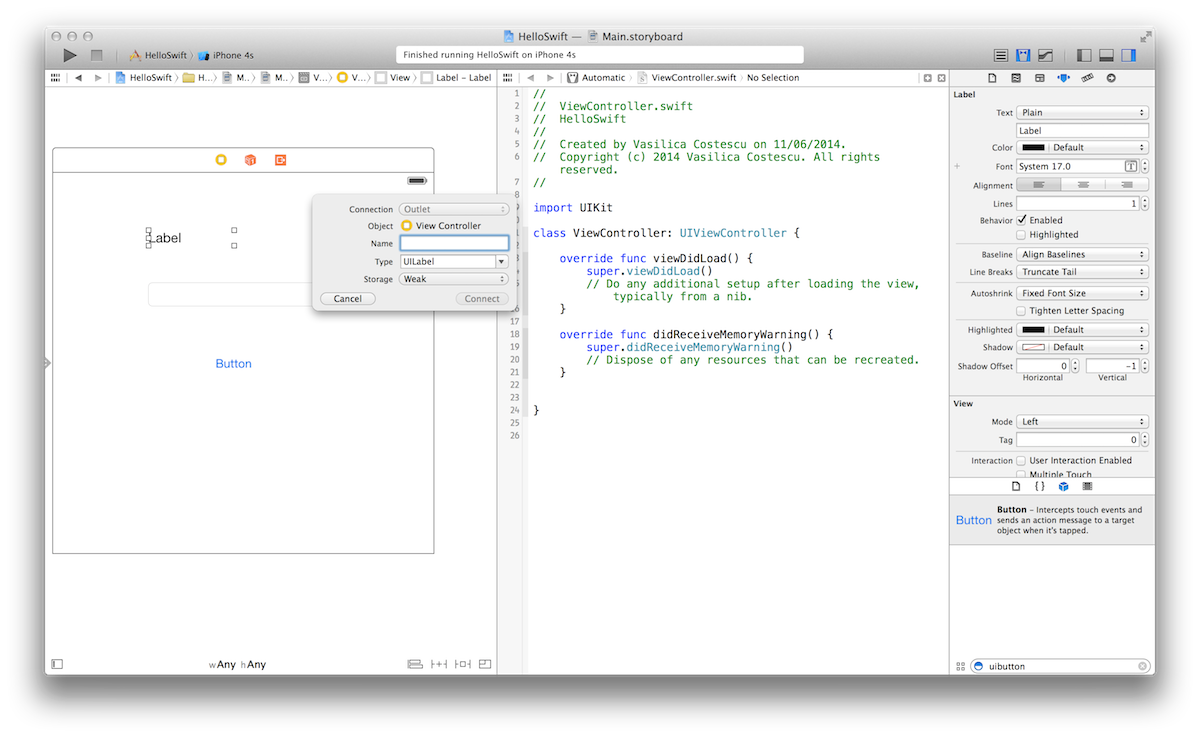 HelloSwift — Main.storyboard
HelloSwift iPhone 4s
Finished running HelloSwift on iPhone 4s
HelloSwift H... M... M... V... V... View Label – Label
Automatic ViewController.swift No Selection
Label
Button
wAny hAny
Connection Outlet
Object View Controller
Name
Type UILabel
Storage Weak
Cancel Connect
1 //
2 // ViewController.swift
3 // HelloSwift
4 //
5 // Created by Vasilica Costescu on 11/06/2014.
6 // Copyright (c) 2014 Vasilica Costescu. All rights
reserved.
7 //
8
import UIKit
class ViewController: UIViewController {
override func viewDidLoad() {
super.viewDidLoad()
// Do any additional setup after loading the view,
typically from a nib.
16 }
17
18 override func didReceiveMemoryWarning() {
19 super.didReceiveMemoryWarning()
20 // Dispose of any resources that can be recreated.
21 }
22
23
24 }
25
26
Label
Text Plain
Label
Color Default
Font System 17.0 T
Alignment
Lines 1
Behavior Enabled
Highlighted
Baseline Align Baselines
Line Breaks Truncate Tail
Autoshrink Fixed Font Size
Tighten Letter Spacing
Highlighted Default
Shadow Default
Shadow Offset 0 -1
Horizontal Vertical
View
Mode Left
Tag 0
Interaction User Interaction Enabled
Multiple Touch
{ }
Button Button – Intercepts touch events and
sends an action message to a target
object when it's tapped.
uibutton